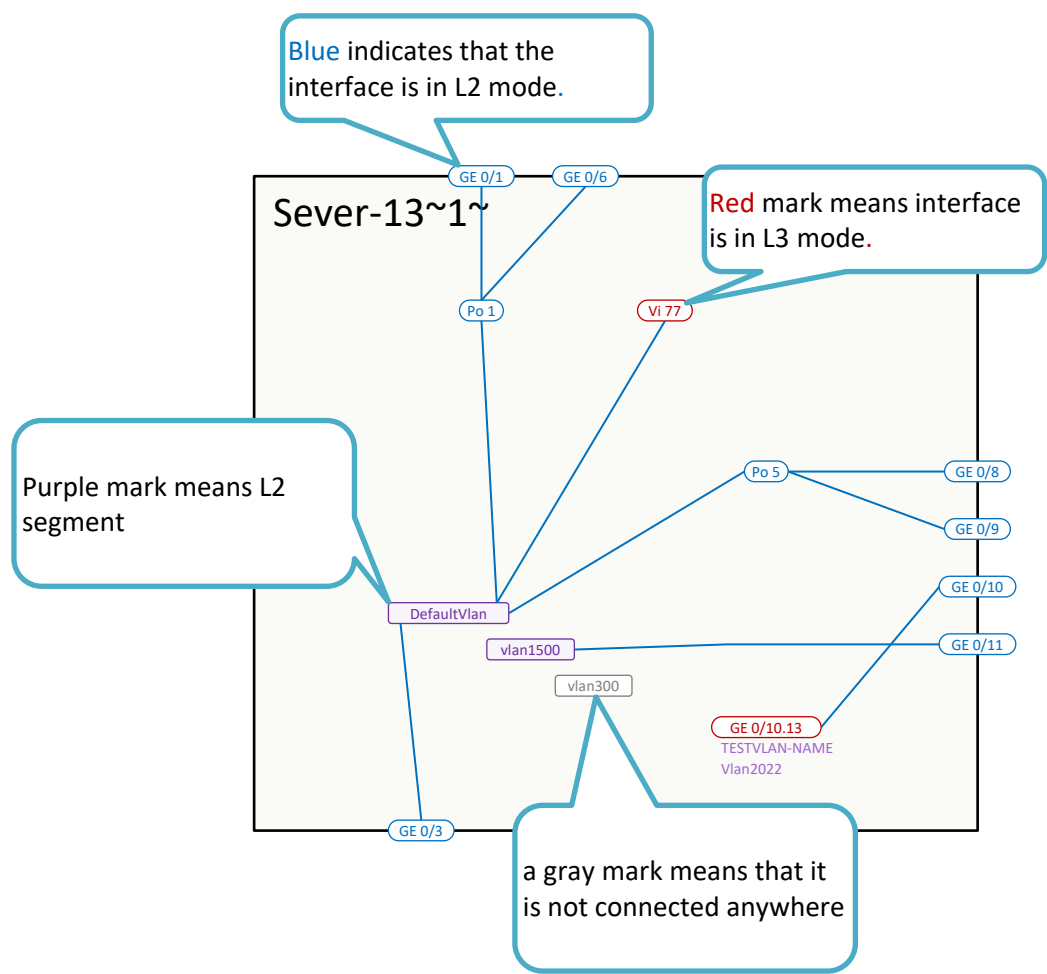 Blue indicates that the
interface is in L2 mode.
GE 0/1
GE 0/6
Sever-13~1~
Red mark means interface
is in L3 mode.
Po 1
Vi 77
Purple mark means L2
segment
Po 5
GE 0/8
GE 0/9
GE 0/10
DefaultVlan
vlan1500
GE 0/11
vlan300
GE 0/10.13
TESTVLAN-NAME
Vlan2022
GE 0/3
a gray mark means that it
is not connected anywhere